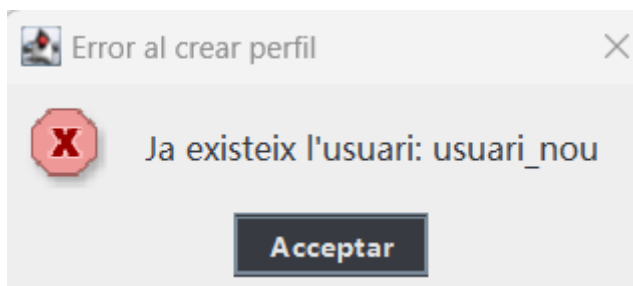 Error al crear perfil
Ja existeix l'usuari: usuari_nou
Acceptar